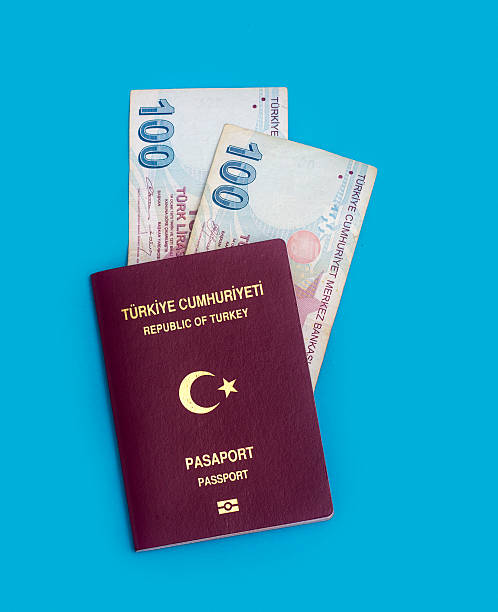 100
TÜRKİYE
TÜRK LİRASI
100
TÜRKİYE CUMHURİYET MERKEZ BANKASI
TÜRKİYE CUMHURİYETİ
REPUBLIC OF TURKEY
PASAPORT
PASSPORT